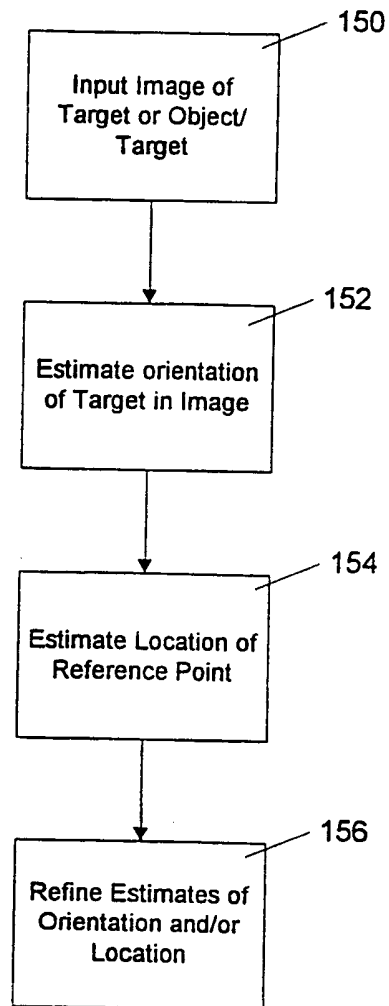 150
Input Image of
Target or Object/
Target
152
Estimate orientation
of Target in Image
154
Estimate Location of
Reference Point
156
Refine Estimates of
Orientation and/or
Location